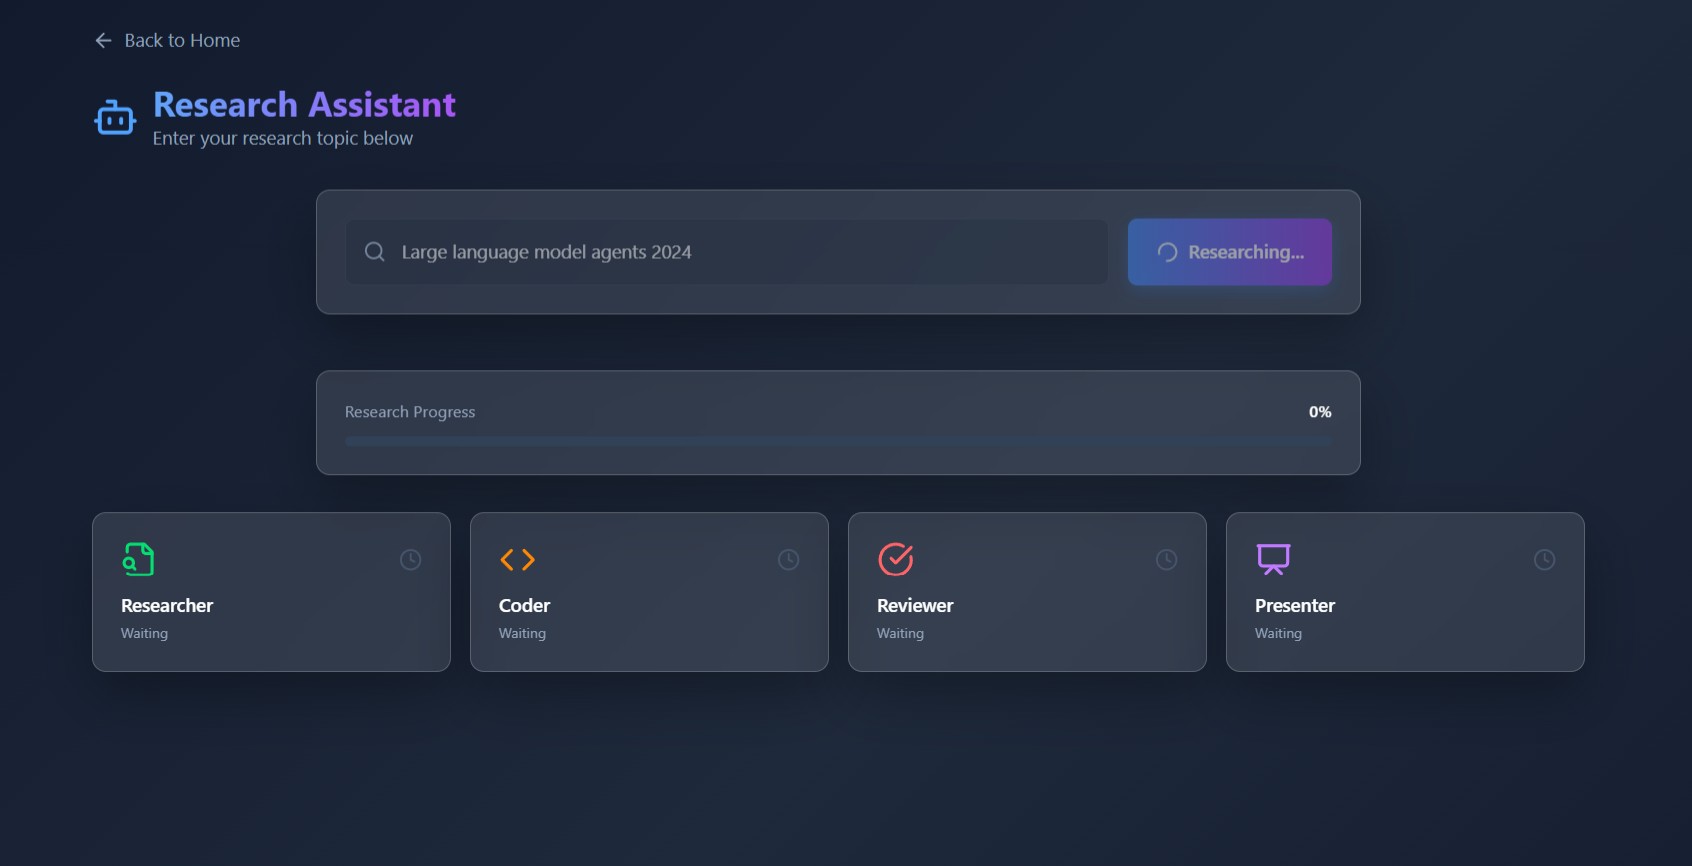 Back to Home
Research Assistant
Enter your research topic below
Large language model agents 2024
Researching...
Research Progress
0%
Researcher
Waiting
Coder
Waiting
Reviewer
Waiting
Presenter
Waiting